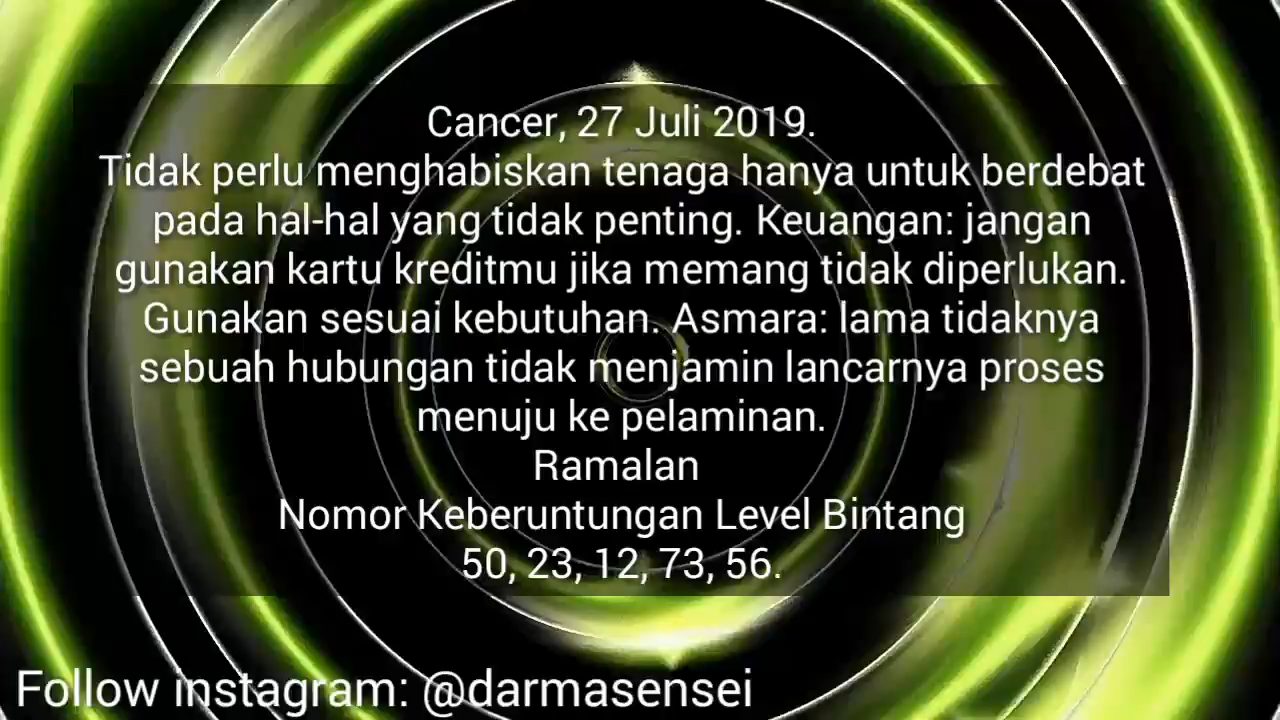 Cancer, 27 Juli 2019.
Tidak perlu menghabiskan tenaga hanya untuk berdebat
pada hal-hal yang tidak penting. Keuangan: jangan
gunakan kartu kreditmu jika memang tidak diperlukan.
Gunakan sesuai kebutuhan. Asmara: lama tidaknya
sebuah hubungan tidak menjamin lancarnya proses
menuju ke pelaminan.
Ramalan
Nomor Keberuntungan Level Bintang
50, 23, 12, 73, 56.
Follow instagram: @darmasensei